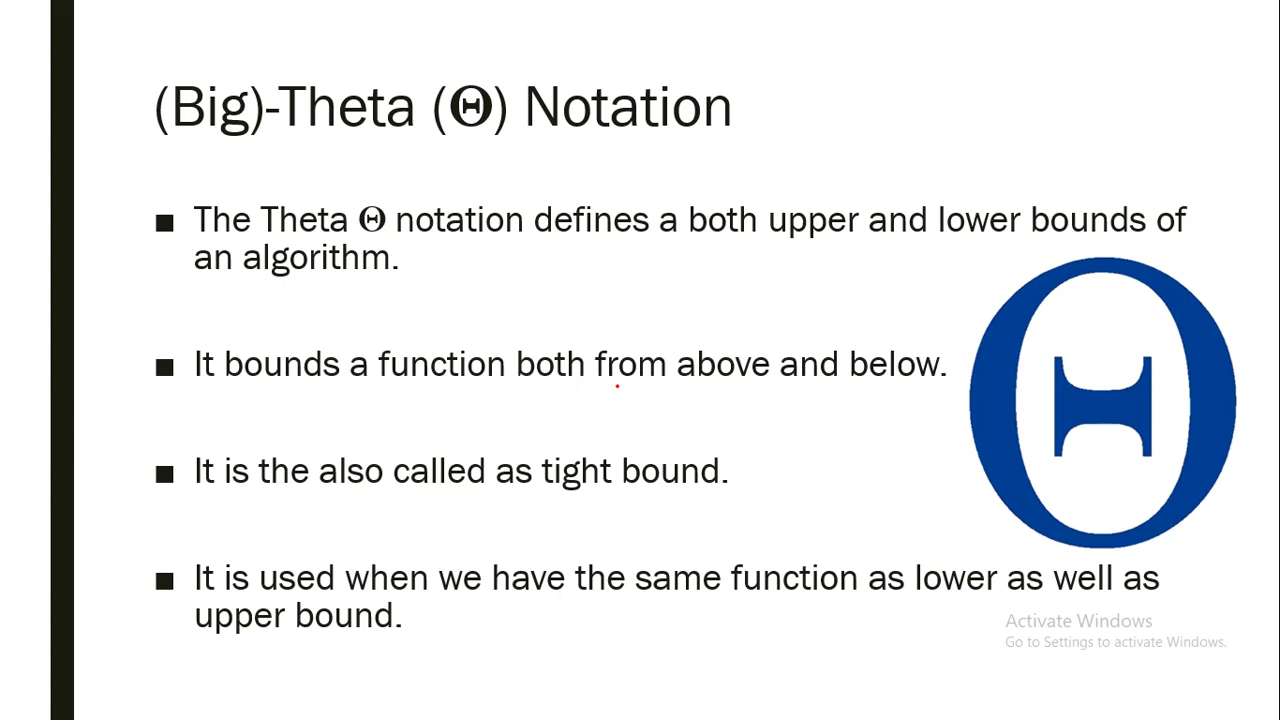 (Big)-Theta (Θ) Notation
■ The Theta Θ notation defines a both upper and lower bounds of
an algorithm.
■ It bounds a function both from above and below.
■ It is the also called as tight bound.
■ It is used when we have the same function as lower as well as
upper bound.
Θ
Activate Windows
Go to Settings to activate Windows.